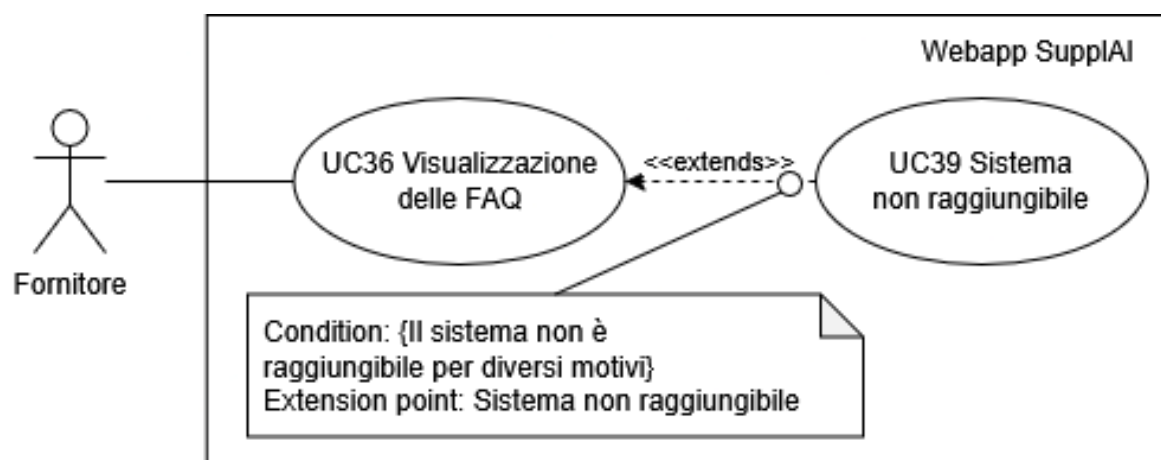 Webapp SupplAI
UC36 Visualizzazione
delle FAQ
<<extends>>
UC39 Sistema
non raggiungibile
Fornitore
Condition: {Il sistema non è
raggiungibile per diversi motivi}
Extension point: Sistema non raggiungibile